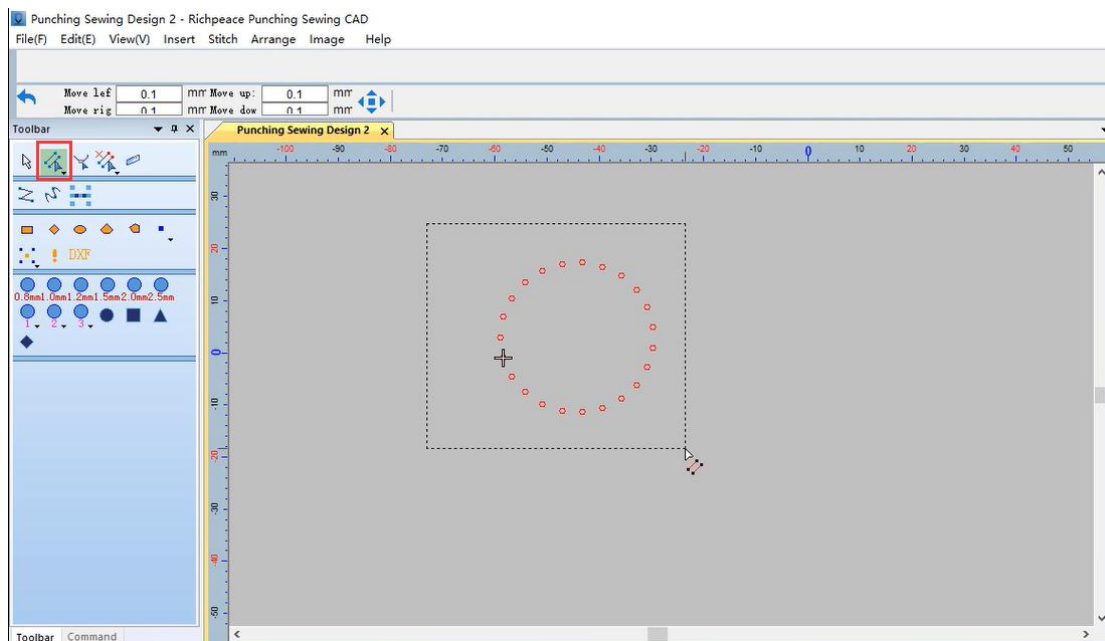 Punching Sewing Design 2 - Richpeace Punching Sewing CAD
File(F) Edit(E) View(V) Insert Stitch Arrange Image Help
Move lef 0.1 mm Move up: 0.1 mm
Move rig 0.1 mm Move dow 0.1 mm
Toolbar
Punching Sewing Design 2
mm -100 -90 -80 -70 -60 -50 -40 -30 -20 -10 0 10 20 30 40 50
30
20
DXF
10
0.8mm 1.0mm 1.2mm 1.5mm 2.0mm 2.5mm
1 2 3
0
-10
-20
-30
-40
-50
Toolbar Command